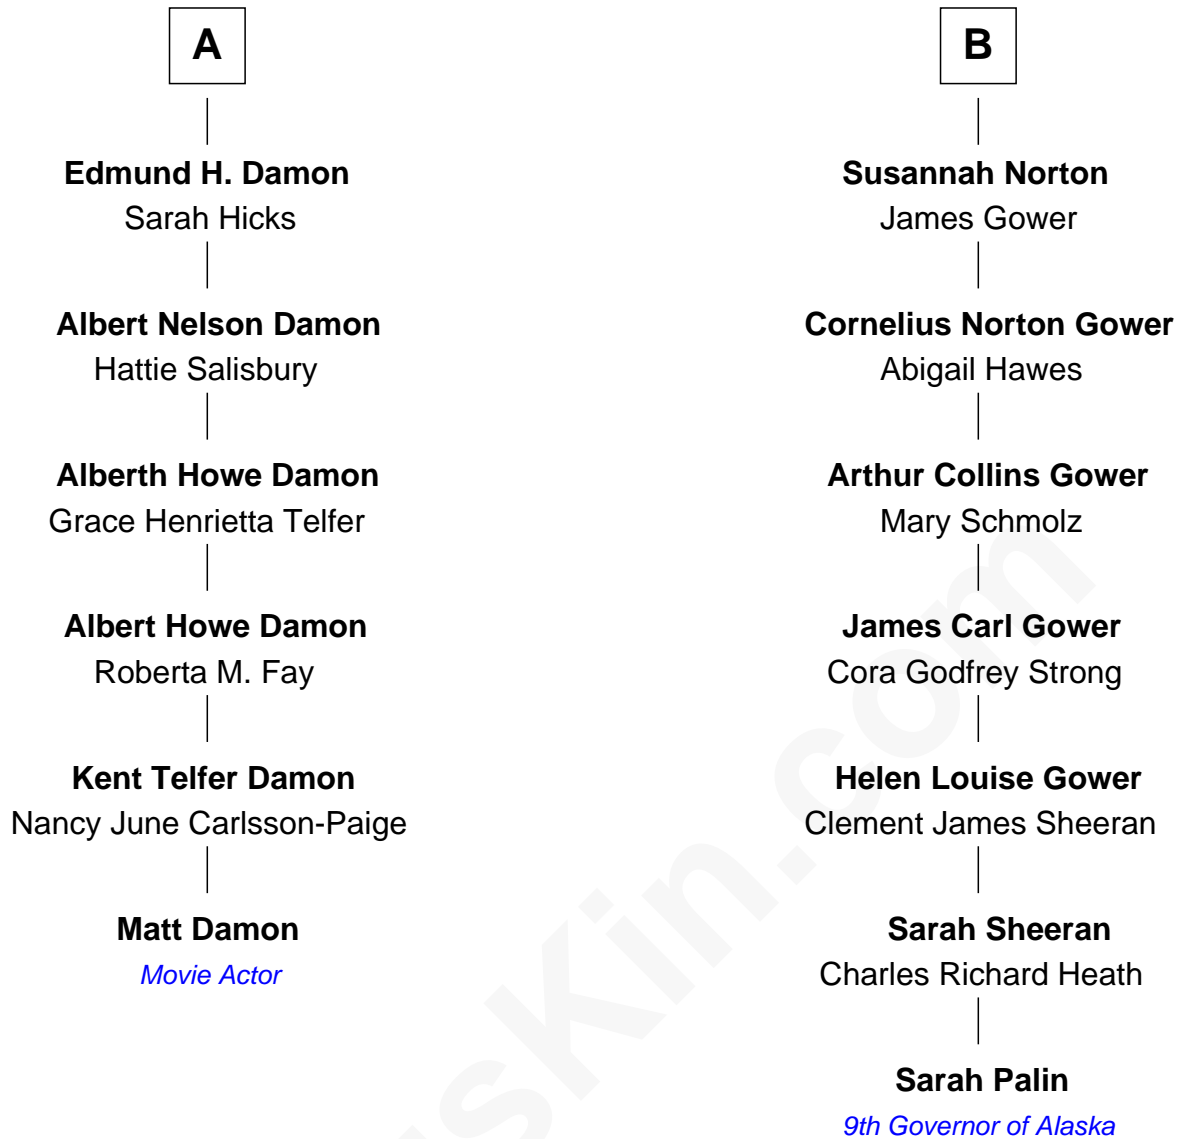 A
Edmund H. Damon
Sarah Hicks
Albert Nelson Damon
Hattie Salisbury
Alberth Howe Damon
Grace Henrietta Telfer
Albert Howe Damon
Roberta M. Fay
Kent Telfer Damon
Nancy June Carlsson-Paige
Matt Damon
Movie Actor
B
Susannah Norton
James Gower
Cornelius Norton Gower
Abigail Hawes
Arthur Collins Gower
Mary Schmolz
James Carl Gower
Cora Godfrey Strong
Helen Louise Gower
Clement James Sheeran
Sarah Sheeran
Charles Richard Heath
Sarah Palin
9th Governor of Alaska
sKin.com